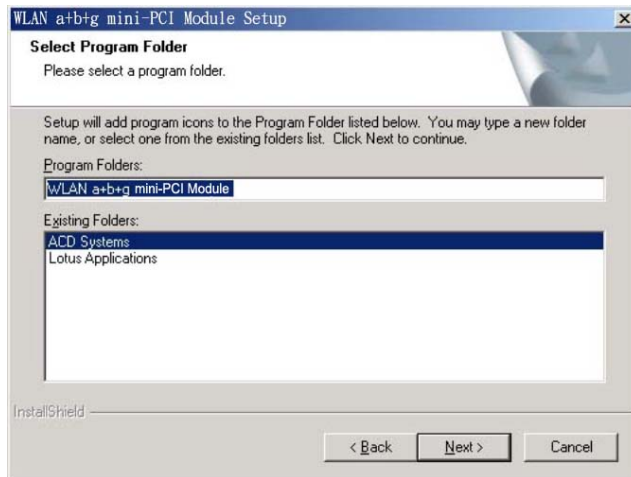 WLAN a+b+g mini-PCI Module Setup
Select Program Folder
Please select a program folder.
Setup will add program icons to the Program Folder listed below. You may type a new folder
name, or select one from the existing folders list. Click Next to continue.
Program Folders:
WLAN a+b+g mini-PCI Module
Existing Folders:
ACD Systems
Lotus Applications
InstallShield
< Back
Next >
Cancel